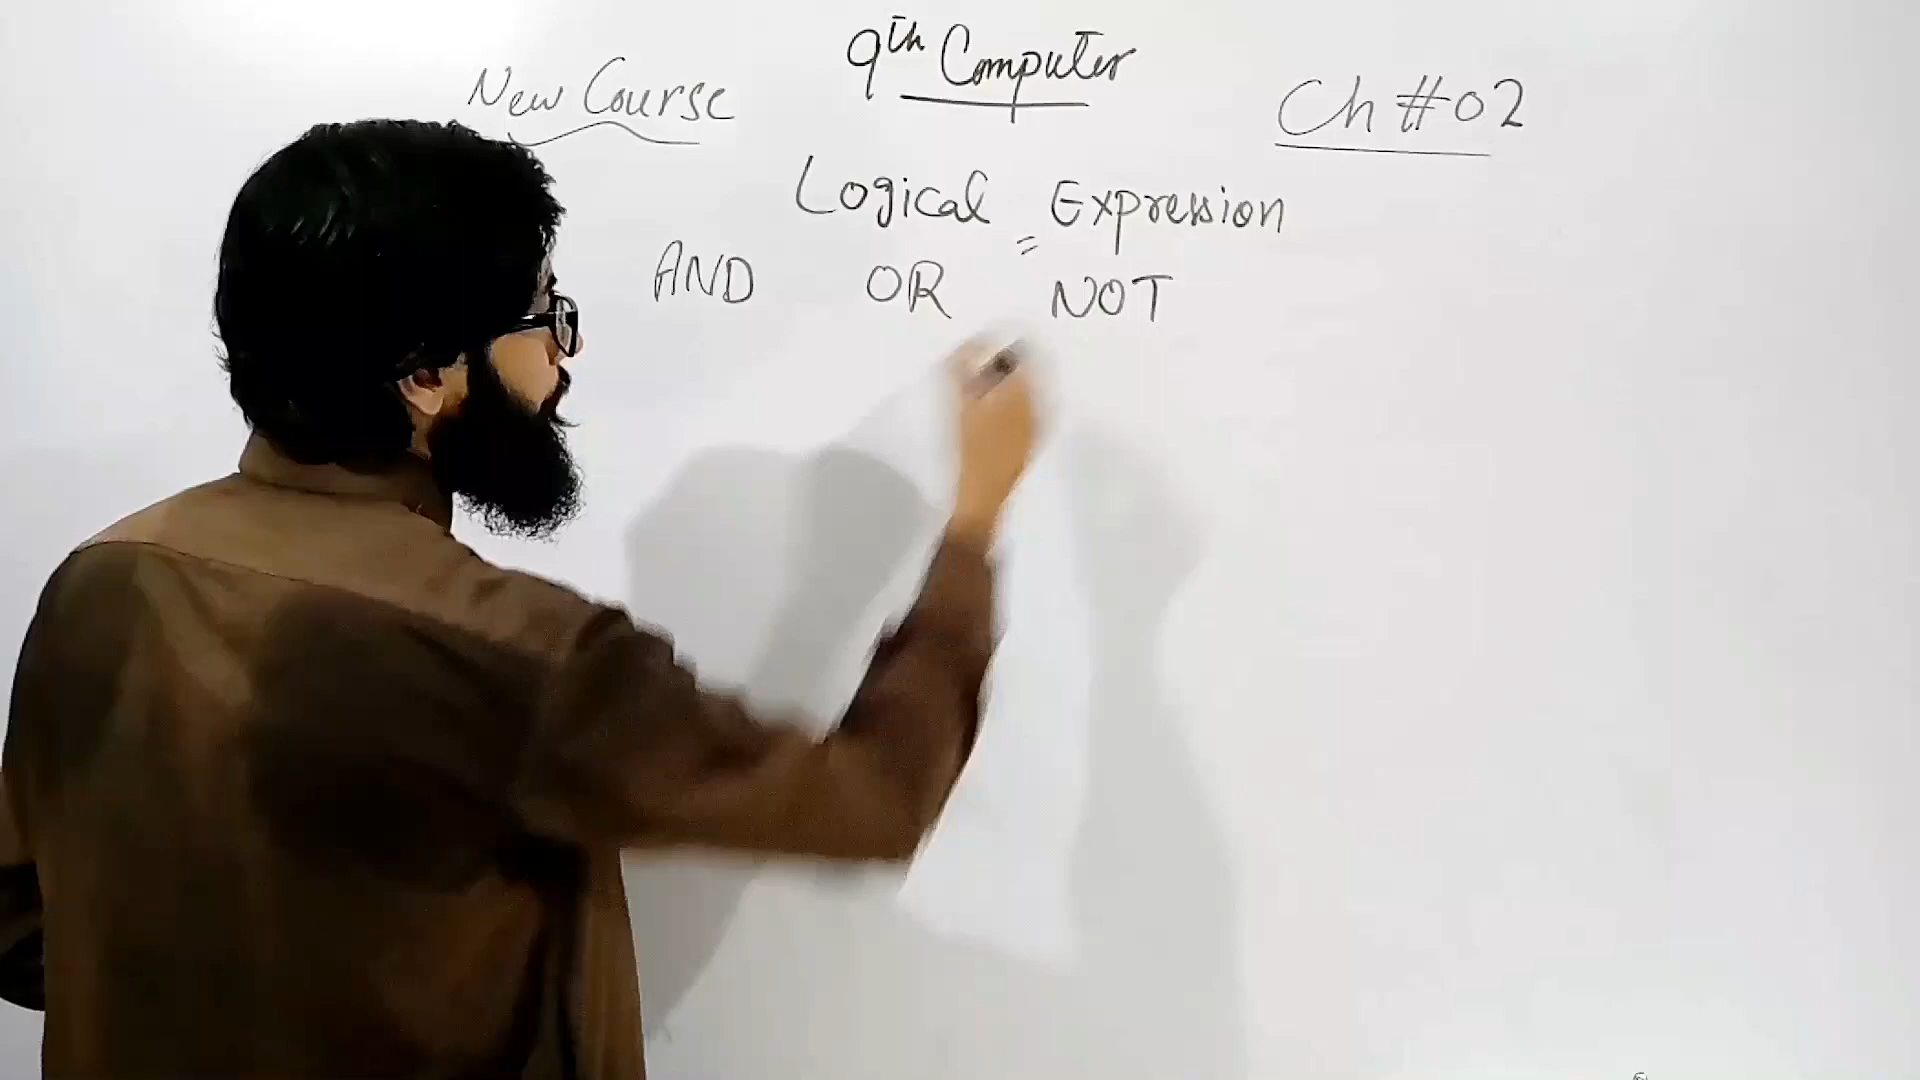 9th Computer
New Course
Ch #02
Logical Expression
=
AND OR NOT